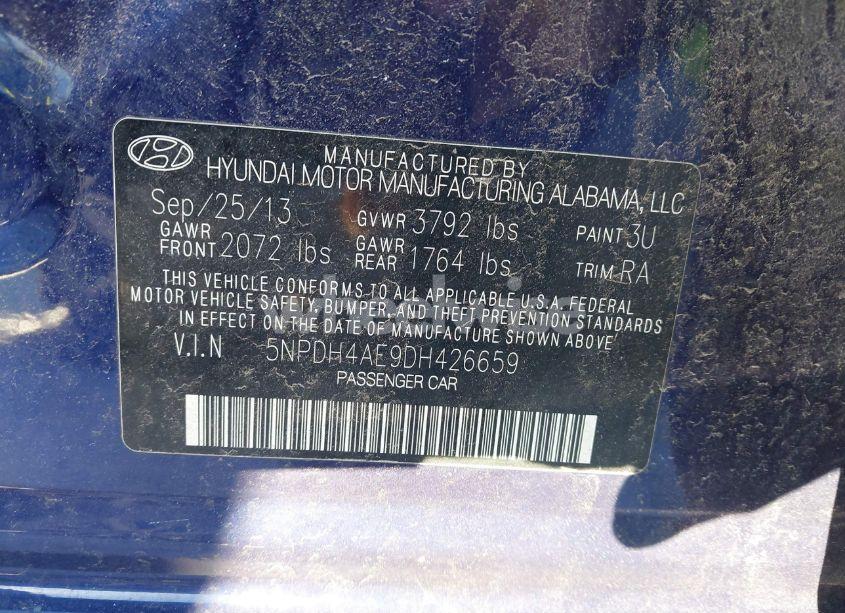 MANUFACTURED BY
HYUNDAI MOTOR MANUFACTURING ALABAMA, LLC
Sep/25/13 GVWR 3792 lbs PAINT 3U
GAWR FRONT 2072 lbs GAWR REAR 1764 lbs TRIM RA
THIS VEHICLE CONFORMS TO ALL APPLICABLE U.S.A. FEDERAL
MOTOR VEHICLE SAFETY, BUMPER, AND THEFT PREVENTION STANDARDS
IN EFFECT ON THE DATE OF MANUFACTURE SHOWN ABOVE
V.I.N 5NPDH4AE9DH426659
PASSENGER CAR